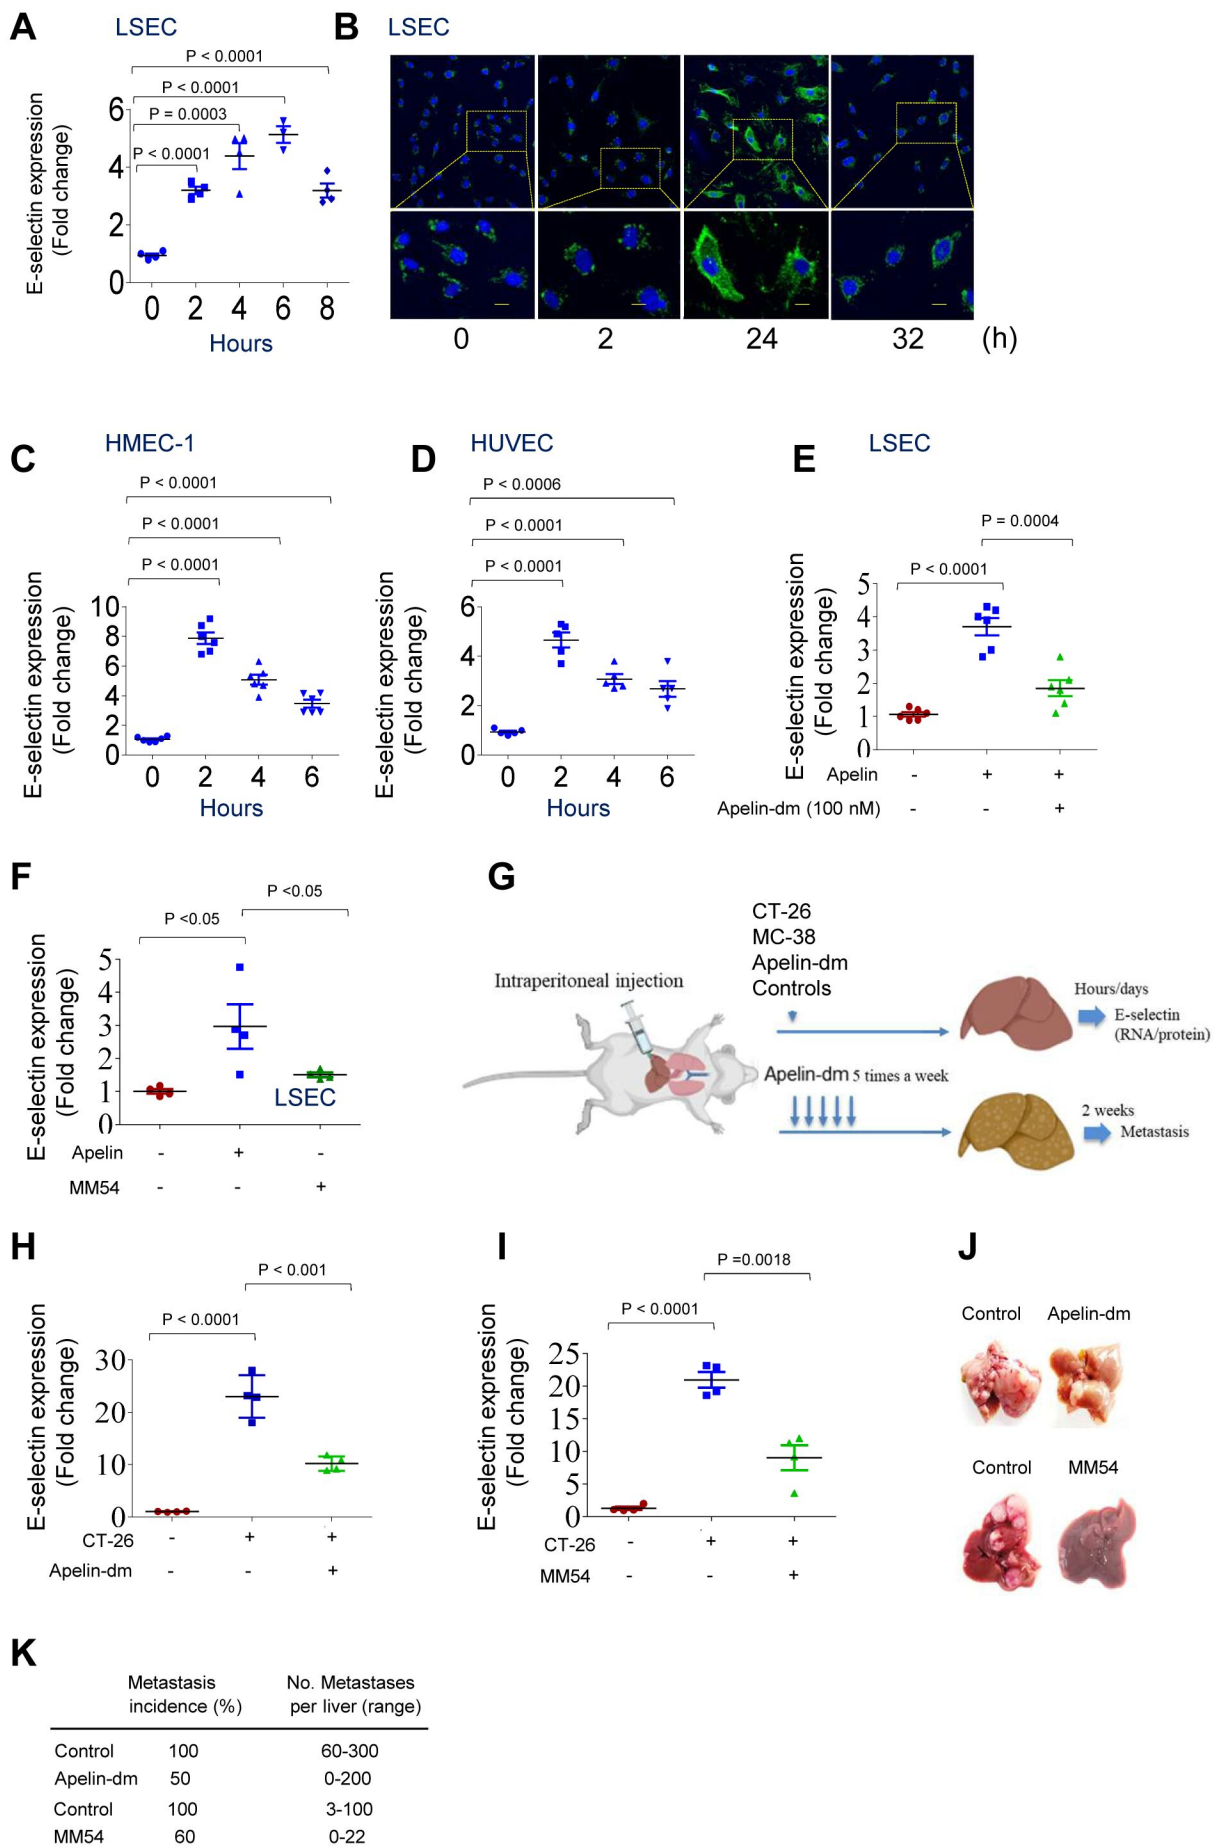 A
LSEC
P < 0.0001
P < 0.0001
P = 0.0003
P < 0.0001
E-selectin expression
(Fold change)
6
4
2
0
0 2 4 6 8
Hours
B
LSEC
0 2 24 32 (h)
C
HMEC-1
P < 0.0001
P < 0.0001
P < 0.0001
E-selectin expression
(Fold change)
10
8
6
4
2
0
0 2 4 6
Hours
D
HUVEC
P < 0.0006
P < 0.0001
P < 0.0001
E-selectin expression
(Fold change)
6
4
2
0
0 2 4 6
Hours
E
LSEC
P = 0.0004
P < 0.0001
E-selectin expression
(Fold change)
5
4
3
2
1
0
Apelin - + +
Apelin-dm (100 nM) - - +
F
P <0.05
P <0.05
E-selectin expression
(Fold change)
5
4
3
2
1
0
LSEC
Apelin - + -
MM54 - - +
G
CT-26
MC-38
Apelin-dm
Controls
Intraperitoneal injection
Hours/days
E-selectin
(RNA/protein)
Apelin-dm 5 times a week
2 weeks
Metastasis
H
P < 0.001
P < 0.0001
E-selectin expression
(Fold change)
30
20
10
0
CT-26 - + +
Apelin-dm - - +
I
P =0.0018
P < 0.0001
E-selectin expression
(Fold change)
25
20
15
10
5
0
CT-26 - + +
MM54 - - +
J
Control Apelin-dm
Control MM54
K
Metastasis No. Metastases
incidence (%) per liver (range)
Control 100 60-300
Apelin-dm 50 0-200
Control 100 3-100
MM54 60 0-22